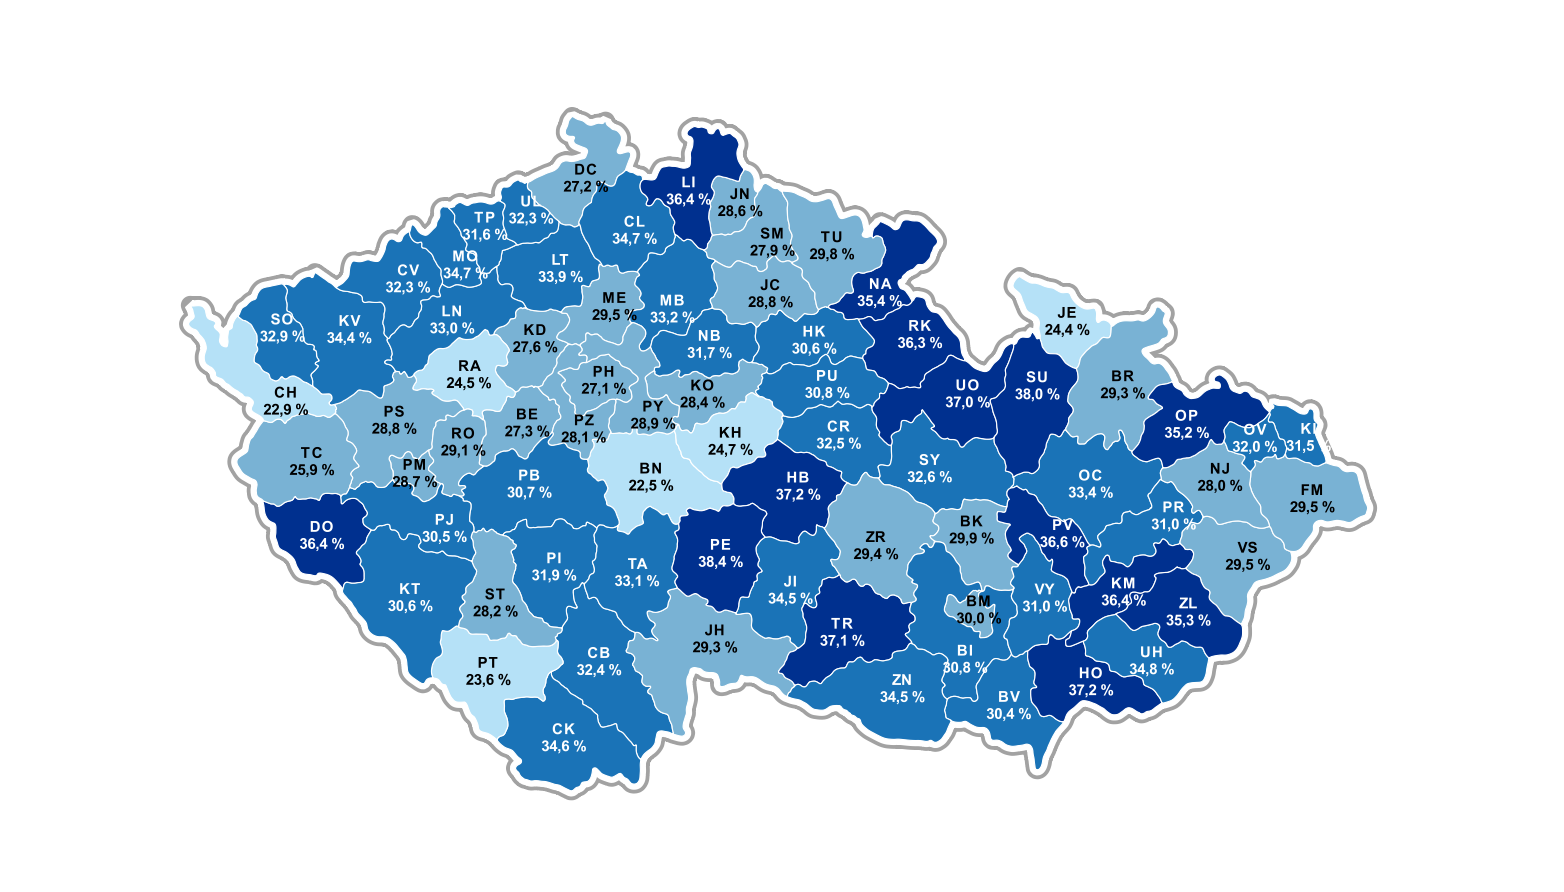 DC
27,2 %
LI
36,4 %
JN
28,6 %
UL
32,3 %
TP
31,6 %
CL
34,7 %
SM
27,9 %
TU
29,8 %
MO
34,7 %
LT
33,9 %
CV
32,3 %
JC
28,8 %
NA
35,4 %
ME
29,5 %
MB
33,2 %
LN
33,0 %
SO
32,9 %
KV
34,4 %
KD
27,6 %
NB
31,7 %
HK
30,6 %
RK
36,3 %
JE
24,4 %
RA
24,5 %
PH
27,1 %
KO
28,4 %
PU
30,8 %
UO
37,0 %
SU
38,0 %
BR
29,3 %
CH
22,9 %
PS
28,8 %
RO
29,1 %
BE
27,3 %
PZ
28,1 %
PY
28,9 %
KH
24,7 %
CR
32,5 %
OP
35,2 %
OV
32,0 %
31,5
TC
25,9 %
PM
28,7 %
PB
30,7 %
BN
22,5 %
HB
37,2 %
SY
32,6 %
OC
33,4 %
NJ
28,0 %
FM
29,5 %
DO
36,4 %
PJ
30,5 %
PE
38,4 %
ZR
29,4 %
BK
29,9 %
PV
36,6 %
PR
31,0 %
VS
29,5 %
KT
30,6 %
ST
28,2 %
PI
31,9 %
TA
33,1 %
JI
34,5 %
BM
30,0 %
VY
31,0 %
KM
36,4 %
ZL
35,3 %
PT
23,6 %
CB
32,4 %
JH
29,3 %
TR
37,1 %
BI
30,8 %
UH
34,8 %
CK
34,6 %
ZN
34,5 %
BV
30,4 %
HO
37,2 %